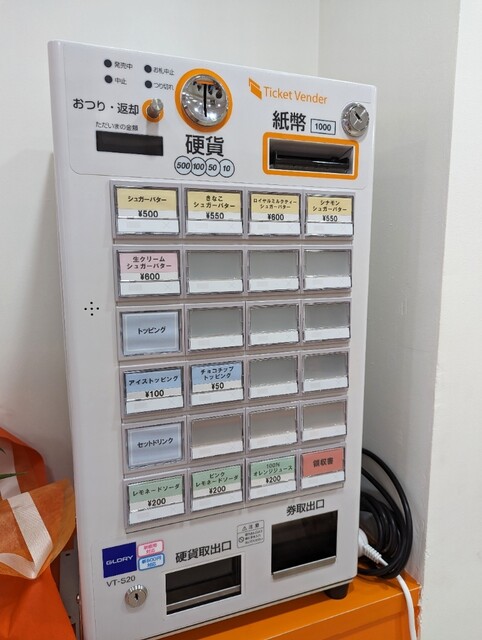 発売中
お札中止
中止
つり切れ
おつり・返却
Ticket Vender
ただいまの金額
硬貨
500 100 50 10
紙幣 1000
シュガーバター
¥500
きなこ
シュガーバター
¥550
ロイヤルミルクティー
シュガーバター
¥600
シナモン
シュガーバター
¥550
生クリーム
シュガーバター
¥600
トッピング
アイストッピング
¥100
チョコチップ
トッピング
¥50
セットドリンク
レモネードソーダ
¥200
ピンク
レモネードソーダ
¥200
100%
オレンジジュース
¥200
領収書
GLORY
VT-S20
硬貨取出口
券取出口